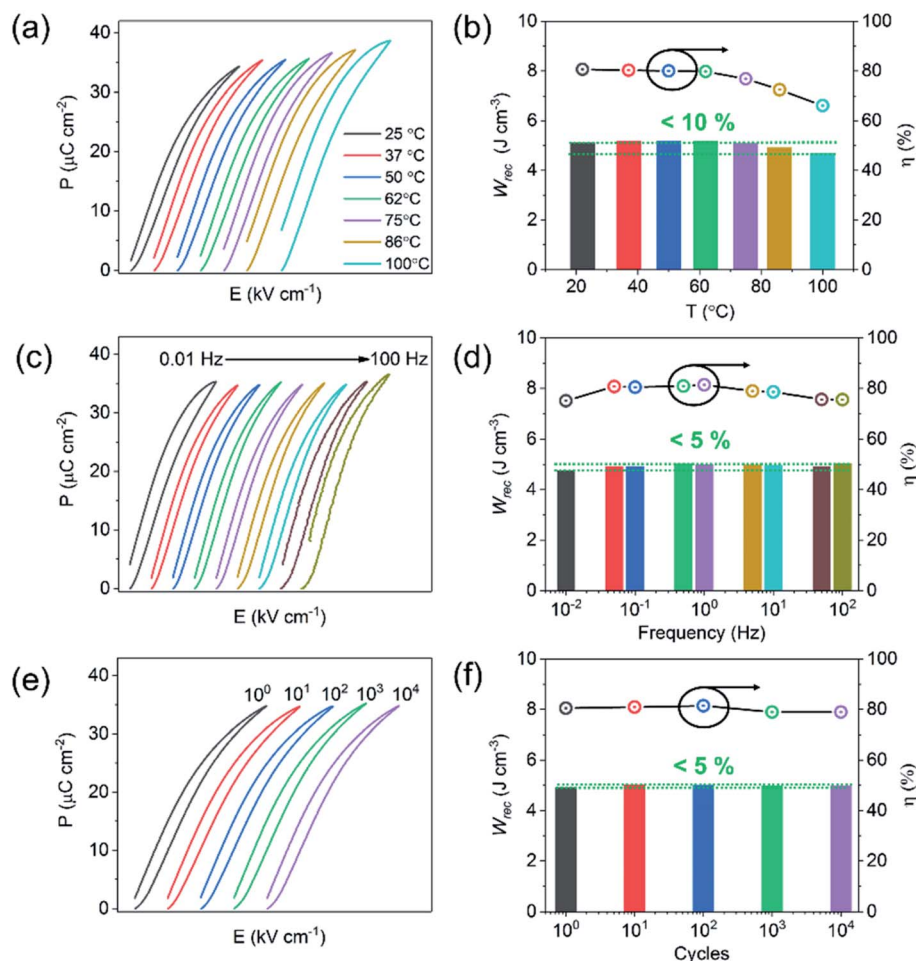 (a)
P (μC cm⁻²)
40
30
20
10
0
25 °C
37 °C
50 °C
62°C
75°C
86°C
100°C
E (kV cm⁻¹)
(b)
Wrec (J cm⁻³)
10
8
6
4
2
0
< 10 %
100
80
60
40
20
0
η (%)
20 40 60 80 100
T (°C)
(c)
P (μC cm⁻²)
40
30
20
10
0
0.01 Hz 100 Hz
E (kV cm⁻¹)
(d)
Wrec (J cm⁻³)
10
8
6
4
2
0
< 5 %
100
80
60
40
20
0
η (%)
10⁻² 10⁻¹ 10⁰ 10¹ 10²
Frequency (Hz)
(e)
P (μC cm⁻²)
40
30
20
10
0
10⁰ 10¹ 10² 10³ 10⁴
E (kV cm⁻¹)
(f)
Wrec (J cm⁻³)
10
8
6
4
2
0
< 5 %
100
80
60
40
20
0
η (%)
10⁰ 10¹ 10² 10³ 10⁴
Cycles